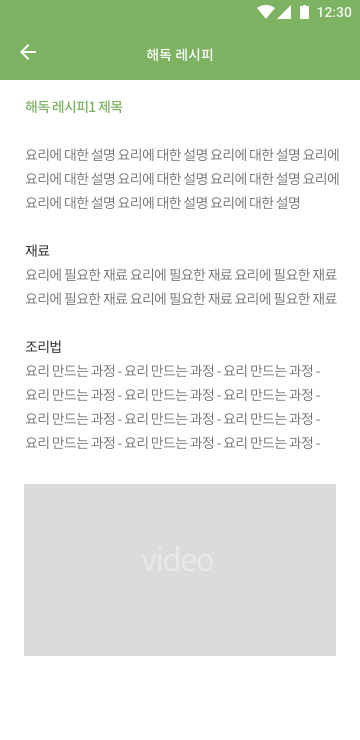 12:30
해독 레시피
해독 레시피1 제목
요리에 대한 설명 요리에 대한 설명 요리에 대한 설명 요리에
요리에 대한 설명 요리에 대한 설명 요리에 대한 설명 요리에
요리에 대한 설명 요리에 대한 설명 요리에 대한 설명
재료
요리에 필요한 재료 요리에 필요한 재료 요리에 필요한 재료
요리에 필요한 재료 요리에 필요한 재료 요리에 필요한 재료
조리법
요리 만드는 과정 - 요리 만드는 과정 - 요리 만드는 과정 -
요리 만드는 과정 - 요리 만드는 과정 - 요리 만드는 과정 -
요리 만드는 과정 - 요리 만드는 과정 - 요리 만드는 과정 -
요리 만드는 과정 - 요리 만드는 과정 - 요리 만드는 과정 -
video